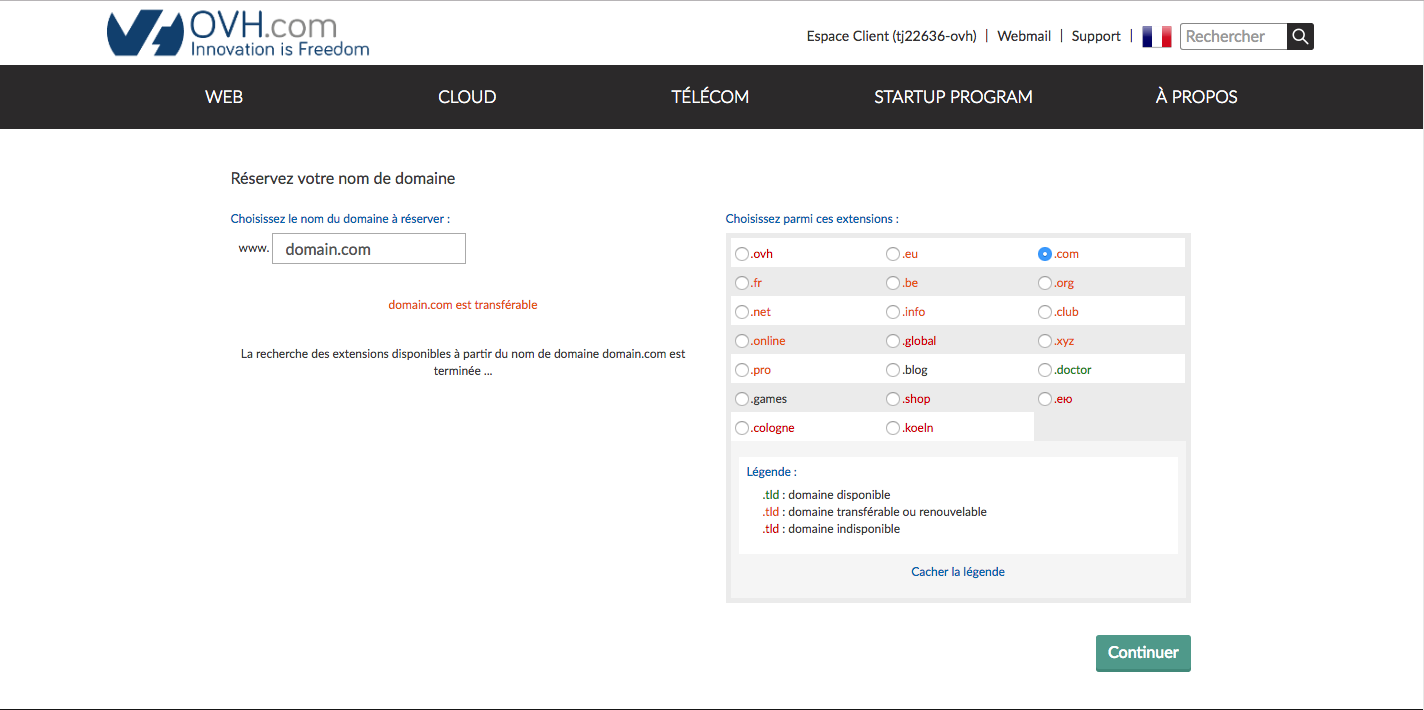 OVH.com
Innovation is Freedom
Espace Client (tj22636-ovh) | Webmail | Support | Rechercher
WEB CLOUD TÉLÉCOM STARTUP PROGRAM À PROPOS
Réservez votre nom de domaine
Choisissez le nom du domaine à réserver :
www. domain.com
domain.com est transférable
La recherche des extensions disponibles à partir du nom de domaine domain.com est
terminée ...
Choisissez parmi ces extensions :
.ovh .eu .com
.fr .be .org
.net .info .club
.online .global .xyz
.pro .blog .doctor
.games .shop .ею
.cologne .koeln
Légende :
.tld : domaine disponible
.tld : domaine transférable ou renouvelable
.tld : domaine indisponible
Cacher la légende
Continuer